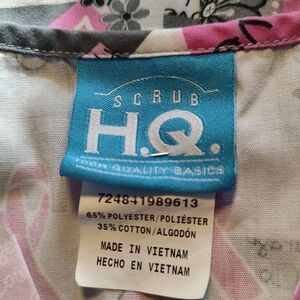 SCRUB
H.Q.
HIGH QUALITY BASICS
724841989613
65% POLYESTER/POLIÉSTER
35% COTTON/ALGODÓN
MADE IN VIETNAM
HECHO EN VIETNAM